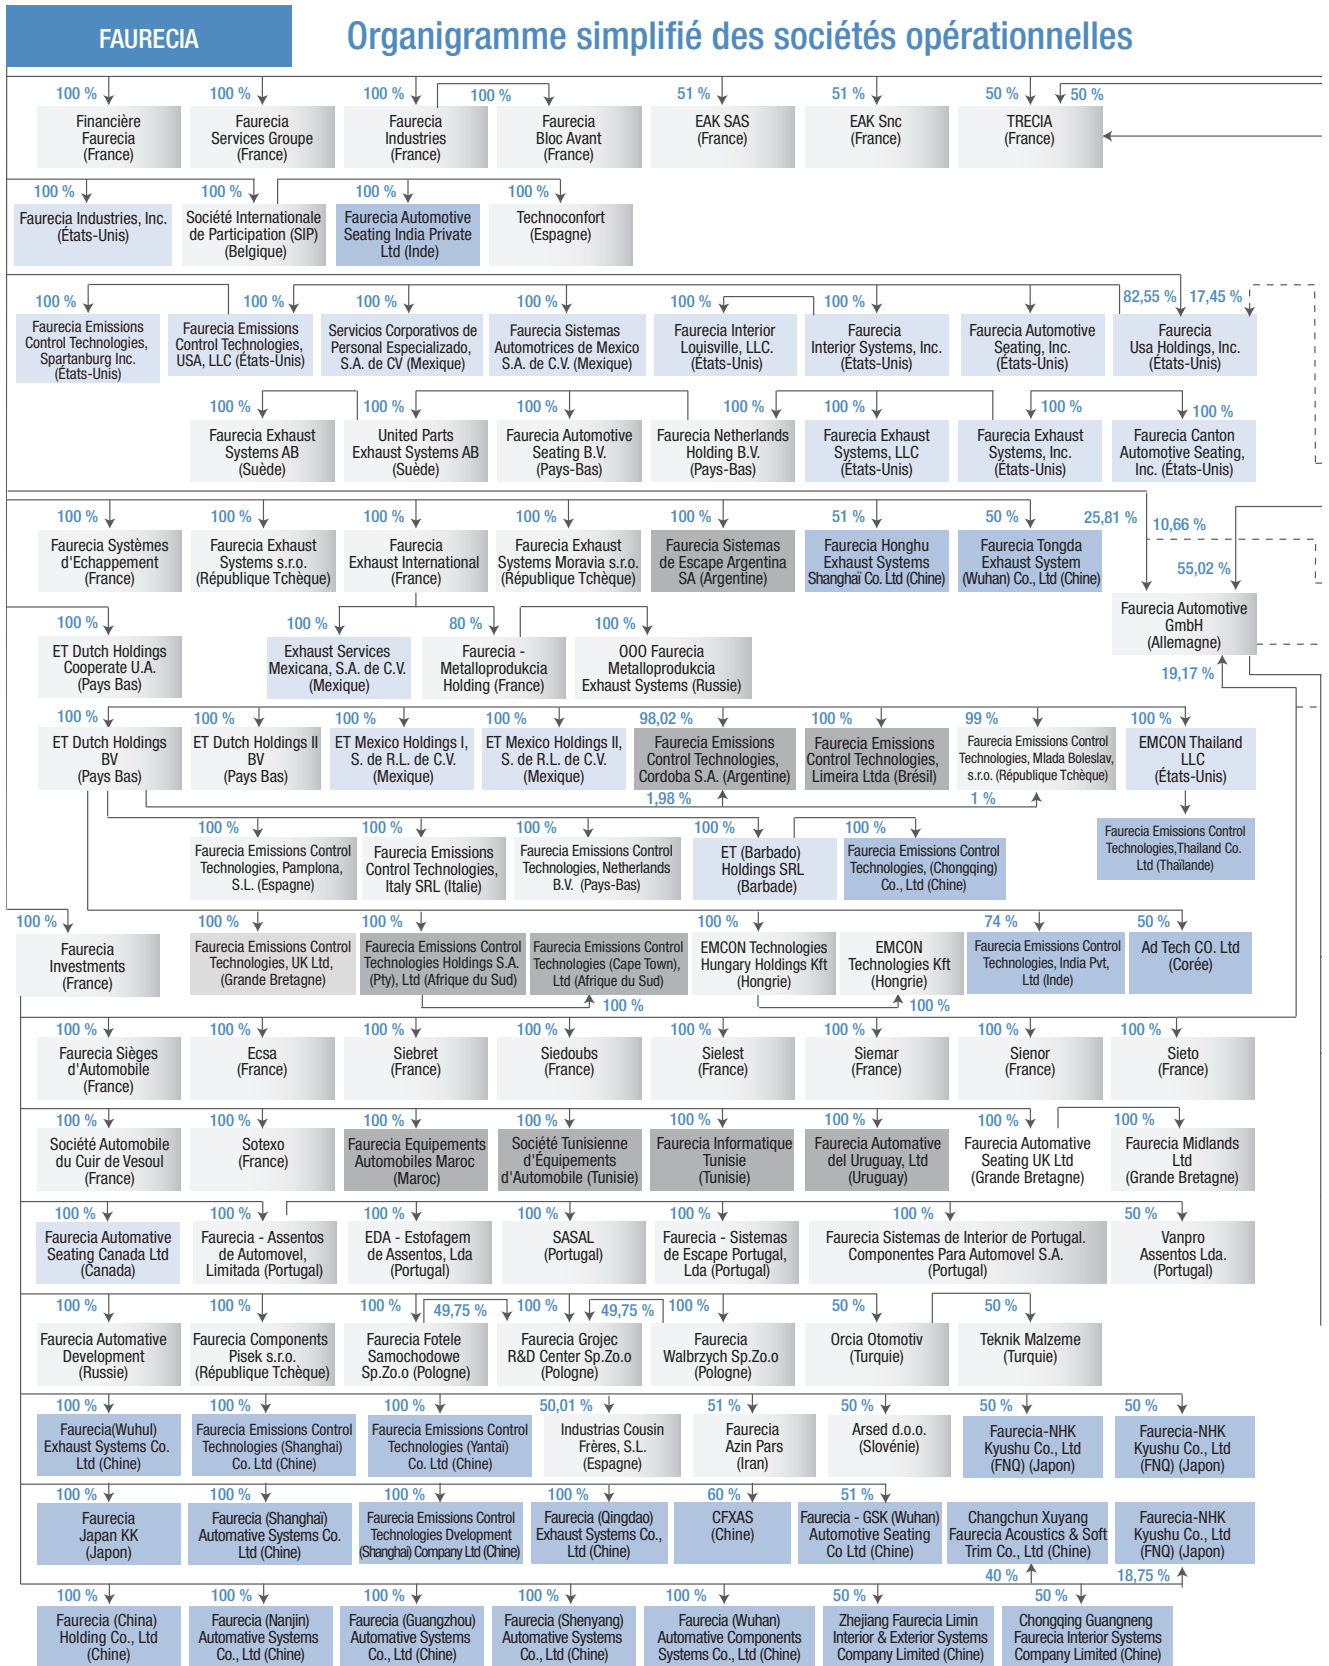 FAURECIA
Organigramme simplifié des sociétés opérationnelles
100 %
100 %
100 %
100 %
51 %
51 %
50 %
50 %
Financière
Faurecia
(France)
Faurecia
Services Groupe
(France)
Faurecia
Industries
(France)
Faurecia
Bloc Avant
(France)
EAK SAS
(France)
EAK Snc
(France)
TRECIA
(France)
100 %
100 %
100 %
100 %
Faurecia Industries, Inc.
(États-Unis)
Société Internationale
de Participation (SIP)
(Belgique)
Faurecia Automotive
Seating India Private
Ltd (Inde)
Technoconfort
(Espagne)
100 %
100 %
100 %
100 %
100 %
100 %
100 %
82,55 %
17,45 %
Faurecia Emissions
Control Technologies,
Spartanburg Inc.
(États-Unis)
Faurecia Emissions
Control Technologies,
USA, LLC (États-Unis)
Servicios Corporativos de
Personal Especializado,
S.A. de CV (Mexique)
Faurecia Sistemas
Automotrices de Mexico
S.A. de C.V. (Mexique)
Faurecia Interior
Louisville, LLC.
(États-Unis)
Faurecia
Interior Systems, Inc.
(États-Unis)
Faurecia Automotive
Seating, Inc.
(États-Unis)
Faurecia
Usa Holdings, Inc.
(États-Unis)
100 %
100 %
100 %
100 %
100 %
100 %
100 %
Faurecia Exhaust
Systems AB
(Suède)
United Parts
Exhaust Systems AB
(Suède)
Faurecia Automotive
Seating B.V.
(Pays-Bas)
Faurecia Netherlands
Holding B.V.
(Pays-Bas)
Faurecia Exhaust
Systems, LLC
(États-Unis)
Faurecia Exhaust
Systems, Inc.
(États-Unis)
Faurecia Canton
Automotive Seating,
Inc. (États-Unis)
100 %
100 %
100 %
100 %
100 %
51 %
50 %
25,81 %
10,66 %
55,02 %
Faurecia Systèmes
d'Echappement
(France)
Faurecia Exhaust
Systems s.r.o.
(République Tchèque)
Faurecia
Exhaust International
(France)
Faurecia Exhaust
Systems Moravia s.r.o.
(République Tchèque)
Faurecia Sistemas
de Escape Argentina
SA (Argentine)
Faurecia Honghu
Exhaust Systems
Shanghaï Co. Ltd (Chine)
Faurecia Tongda
Exhaust System
(Wuhan) Co., Ltd (Chine)
Faurecia Automotive
GmbH
(Allemagne)
19,17 %
100 %
100 %
80 %
100 %
ET Dutch Holdings
Cooperate U.A.
(Pays Bas)
Exhaust Services
Mexicana, S.A. de C.V.
(Mexique)
Faurecia -
Metalloprodukcia
Holding (France)
OOO Faurecia
Metalloprodukcia
Exhaust Systems (Russie)
100 %
100 %
100 %
100 %
98,02 %
100 %
99 %
100 %
ET Dutch Holdings
BV
(Pays Bas)
ET Dutch Holdings II
BV
(Pays Bas)
ET Mexico Holdings I,
S. de R.L. de C.V.
(Mexique)
ET Mexico Holdings II,
S. de R.L. de C.V.
(Mexique)
Faurecia Emissions
Control Technologies,
Cordoba S.A. (Argentine)
Faurecia Emissions
Control Technologies,
Limeira Ltda (Brésil)
Faurecia Emissions Control
Technologies, Mlada Boleslav,
s.r.o. (République Tchèque)
EMCON Thailand
LLC
(États-Unis)
1,98 %
1 %
100 %
100 %
100 %
100 %
100 %
100 %
Faurecia Emissions Control
Technologies, Pamplona,
S.L. (Espagne)
Faurecia Emissions
Control Technologies,
Italy SRL (Italie)
Faurecia Emissions Control
Technologies, Netherlands
B.V. (Pays-Bas)
ET (Barbado)
Holdings SRL
(Barbade)
Faurecia Emissions Control
Technologies, (Chongqing)
Co., Ltd (Chine)
Faurecia Emissions Control
Technologies,Thailand Co.
Ltd (Thaïlande)
100 %
100 %
100 %
100 %
74 %
50 %
Faurecia
Investments
(France)
Faurecia Emissions Control
Technologies, UK Ltd,
(Grande Bretagne)
Faurecia Emissions Control
Technologies Holdings S.A.
(Pty), Ltd (Afrique du Sud)
Faurecia Emissions Control
Technologies (Cape Town),
Ltd (Afrique du Sud)
EMCON Technologies
Hungary Holdings Kft
(Hongrie)
EMCON
Technologies Kft
(Hongrie)
Faurecia Emissions Control
Technologies, India Pvt,
Ltd (Inde)
Ad Tech CO. Ltd
(Corée)
100 %
100 %
100 %
100 %
100 %
100 %
100 %
100 %
100 %
100 %
Faurecia Sièges
d'Automobile
(France)
Ecsa
(France)
Siebret
(France)
Siedoubs
(France)
Sielest
(France)
Siemar
(France)
Sienor
(France)
Sieto
(France)
100 %
100 %
100 %
100 %
100 %
100 %
100 %
100 %
Société Automobile
du Cuir de Vesoul
(France)
Sotexo
(France)
Faurecia Equipements
Automobiles Maroc
(Maroc)
Société Tunisienne
d'Équipements
d'Automobile (Tunisie)
Faurecia Informatique
Tunisie
(Tunisie)
Faurecia Automative
del Uruguay, Ltd
(Uruguay)
Faurecia Automative
Seating UK Ltd
(Grande Bretagne)
Faurecia Midlands
Ltd
(Grande Bretagne)
100 %
100 %
100 %
100 %
100 %
100 %
50 %
Faurecia Automative
Seating Canada Ltd
(Canada)
Faurecia - Assentos
de Automovel,
Limitada (Portugal)
EDA - Estofagem
de Assentos, Lda
(Portugal)
SASAL
(Portugal)
Faurecia - Sistemas
de Escape Portugal,
Lda (Portugal)
Faurecia Sistemas de Interior de Portugal.
Componentes Para Automovel S.A.
(Portugal)
Vanpro
Assentos Lda.
(Portugal)
100 %
100 %
100 %
49,75 %
100 %
49,75 %
100 %
50 %
50 %
Faurecia Automative
Development
(Russie)
Faurecia Components
Pisek s.r.o.
(République Tchèque)
Faurecia Fotele
Samochodowe
Sp.Zo.o (Pologne)
Faurecia Grojec
R&D Center Sp.Zo.o
(Pologne)
Faurecia
Walbrzych Sp.Zo.o
(Pologne)
Orcia Otomotiv
(Turquie)
Teknik Malzeme
(Turquie)
100 %
100 %
100 %
50,01 %
51 %
50 %
50 %
50 %
Faurecia(Wuhul)
Exhaust Systems Co.
Ltd (Chine)
Faurecia Emissions Control
Technologies (Shanghai)
Co. Ltd (Chine)
Faurecia Emissions Control
Technologies (Yantaï)
Co. Ltd (Chine)
Industrias Cousin
Frères, S.L.
(Espagne)
Faurecia
Azin Pars
(Iran)
Arsed d.o.o.
(Slovénie)
Faurecia-NHK
Kyushu Co., Ltd
(FNQ) (Japon)
Faurecia-NHK
Kyushu Co., Ltd
(FNQ) (Japon)
100 %
100 %
100 %
100 %
60 %
51 %
Faurecia
Japan KK
(Japon)
Faurecia (Shanghaï)
Automative Systems Co.
Ltd (Chine)
Faurecia Emissions Control
Technologies Dvelopment
(Shanghai) Company Ltd (Chine)
Faurecia (Qingdao)
Exhaust Systems Co.,
Ltd (Chine)
CFXAS
(Chine)
Faurecia - GSK (Wuhan)
Automotive Seating
Co Ltd (Chine)
Changchun Xuyang
Faurecia Acoustics & Soft
Trim Co., Ltd (Chine)
Faurecia-NHK
Kyushu Co., Ltd
(FNQ) (Japon)
40 %
18,75 %
100 %
100 %
100 %
100 %
100 %
50 %
50 %
Faurecia (China)
Holding Co., Ltd
(Chine)
Faurecia (Nanjin)
Automative Systems
Co., Ltd (Chine)
Faurecia (Guangzhou)
Automative Systems
Co., Ltd (Chine)
Faurecia (Shenyang)
Automative Systems
Co., Ltd (Chine)
Faurecia (Wuhan)
Automative Components
Systems Co., Ltd (Chine)
Zhejiang Faurecia Limin
Interior & Exterior Systems
Company Limited (Chine)
Chongqing Guangneng
Faurecia Interior Systems
Company Limited (Chine)